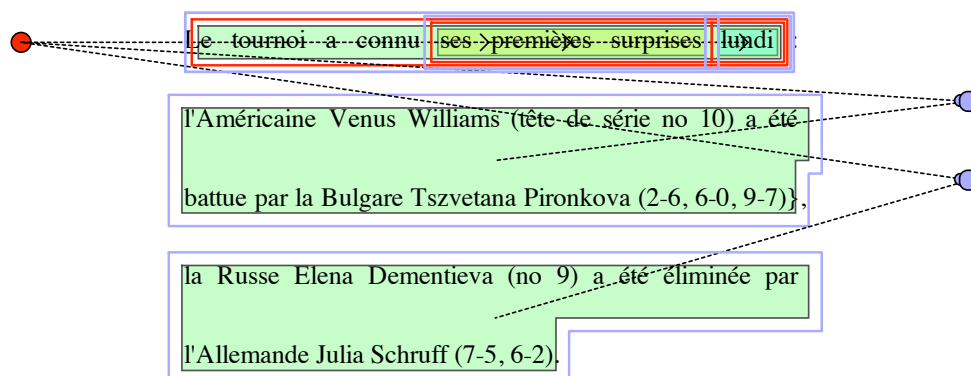 Le tournoi a connu ses premières surprises lundi :
l'Américaine Venus Williams (tête de série no 10) a été
battue par la Bulgare Tszvetana Pironkova (2-6, 6-0, 9-7)},
la Russe Elena Dementieva (no 9) a été éliminée par
l'Allemande Julia Schruff (7-5, 6-2).